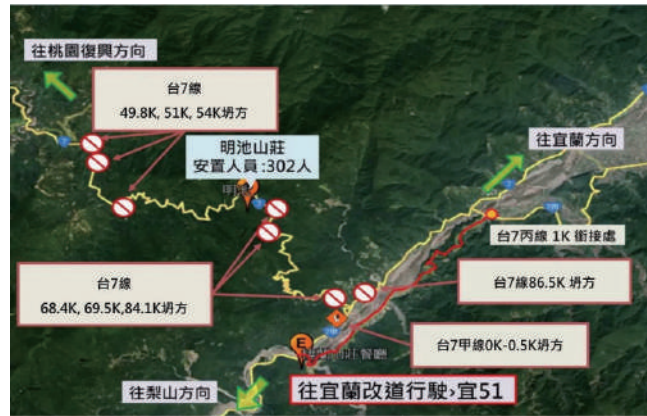 往桃園復興方向
台7線
49.8K, 51K, 54K坍方
明池山莊
安置人員:302人
往宜蘭方向
台7丙線 1K 銜接處
台7線
68.4K, 69.5K,84.1K坍方
台7線86.5K 坍方
台7甲線0K-0.5K坍方
E
往梨山方向
往宜蘭改道行駛›宜51